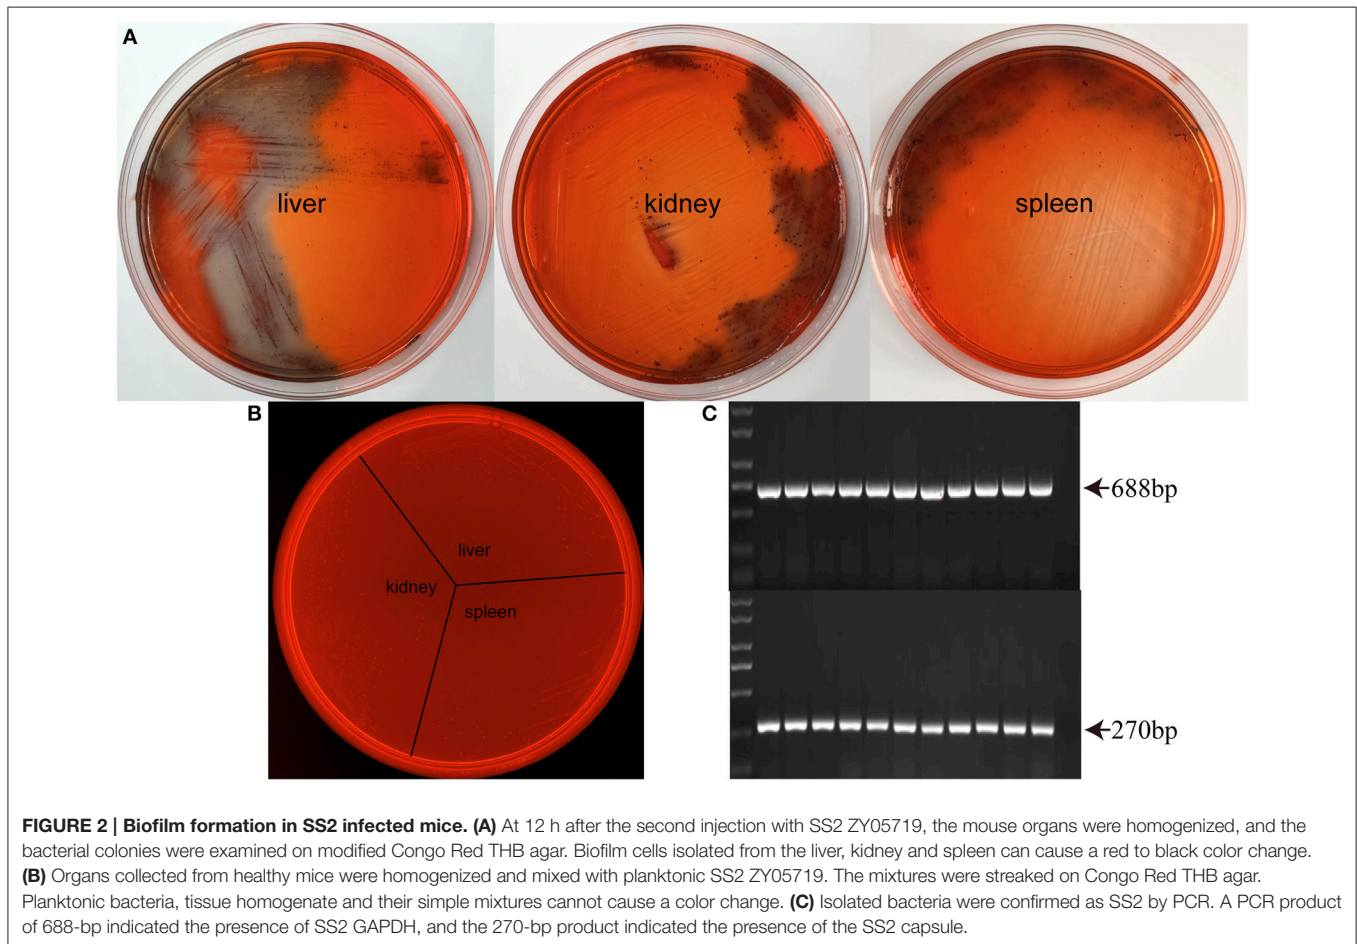 A
liver
kidney
spleen
B
liver
kidney
spleen
C
688bp
270bp
FIGURE 2 | Biofilm formation in SS2 infected mice. (A) At 12 h after the second injection with SS2 ZY05719, the mouse organs were homogenized, and the
bacterial colonies were examined on modified Congo Red THB agar. Biofilm cells isolated from the liver, kidney and spleen can cause a red to black color change.
(B) Organs collected from healthy mice were homogenized and mixed with planktonic SS2 ZY05719. The mixtures were streaked on Congo Red THB agar.
Planktonic bacteria, tissue homogenate and their simple mixtures cannot cause a color change. (C) Isolated bacteria were confirmed as SS2 by PCR. A PCR product
of 688-bp indicated the presence of SS2 GAPDH, and the 270-bp product indicated the presence of the SS2 capsule.